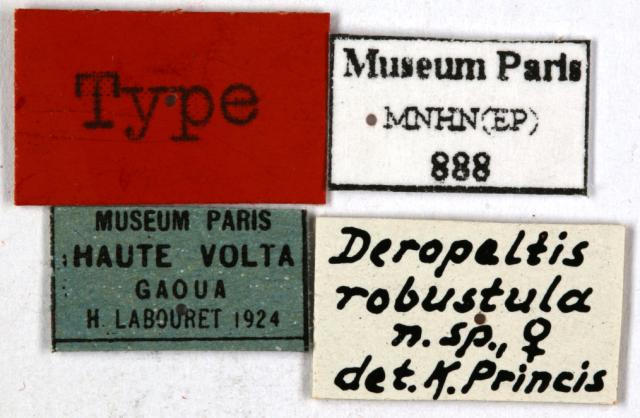 Type
Museum Paris
MNHN(EP)
888
MUSEUM PARIS
HAUTE VOLTA
GAOUA
H. LABOURET 1924
Deropeltis
robustula
n. sp., ♀
det. K. Princis